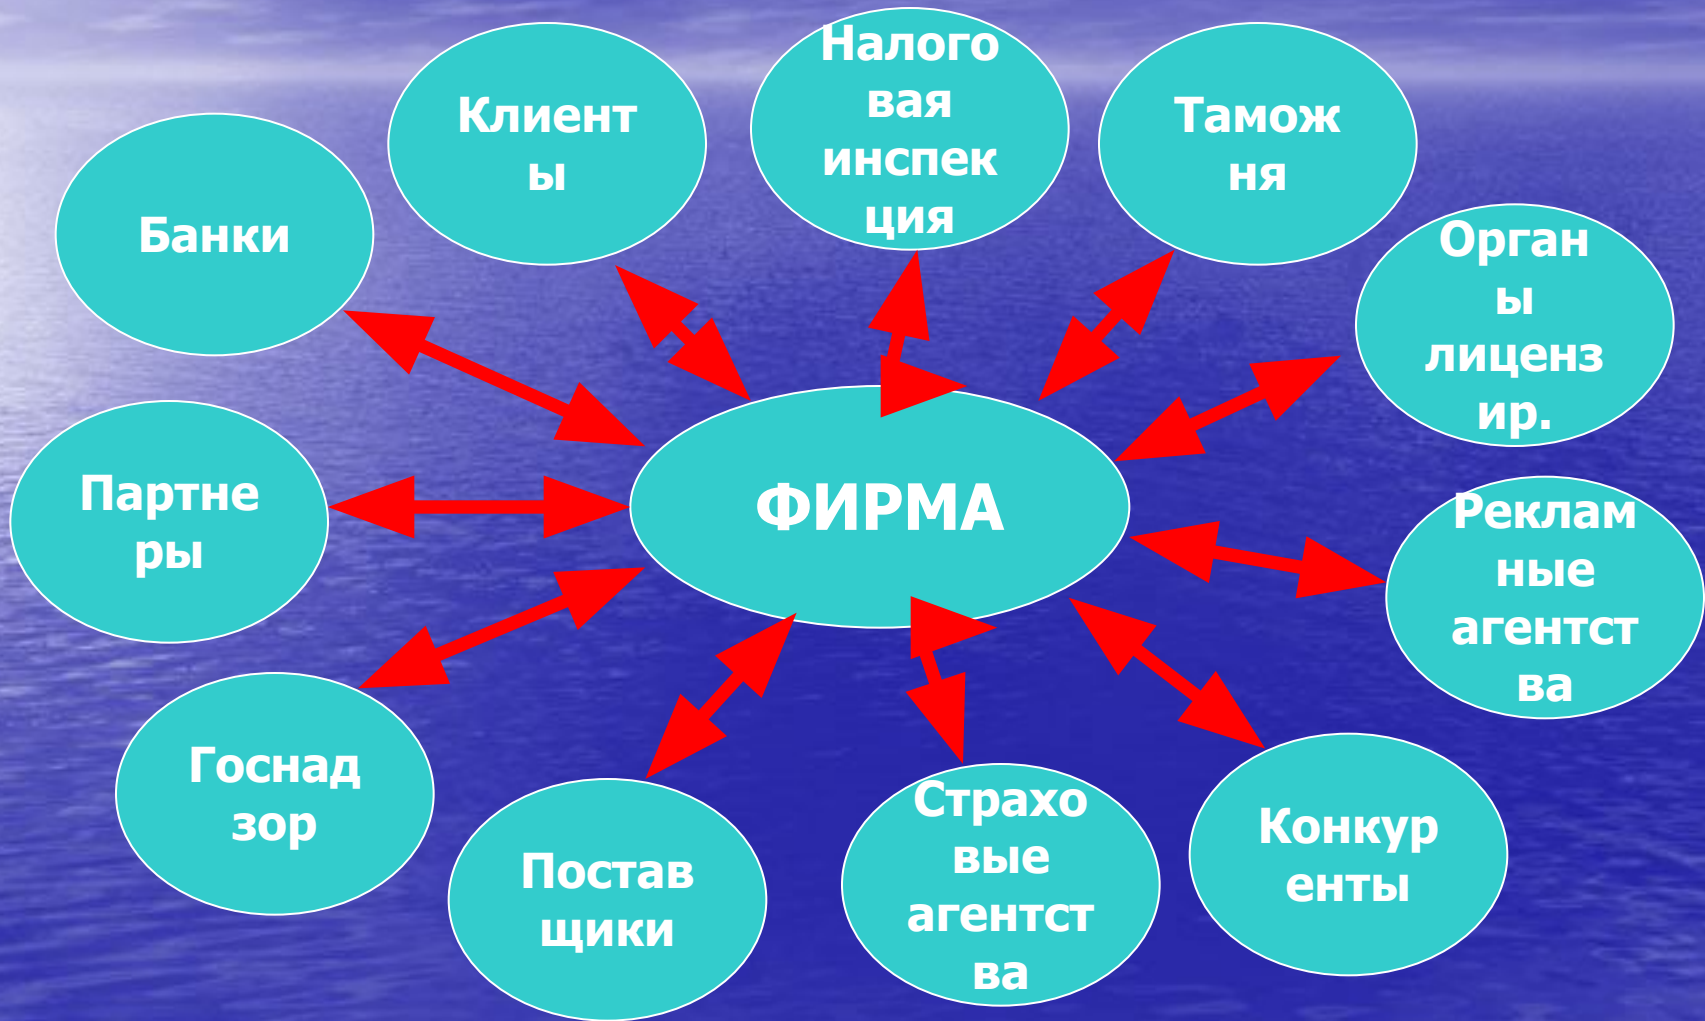 Налого
вая
инспек
ция
Клиент
ы
Тамож
ня
Банки
Орган
ы
лиценз
ир.
Партне
ры
ФИРМА
Реклам
ные
агентст
ва
Госнад
зор
Постав
щики
Страхо
вые
агентст
ва
Конкур
енты